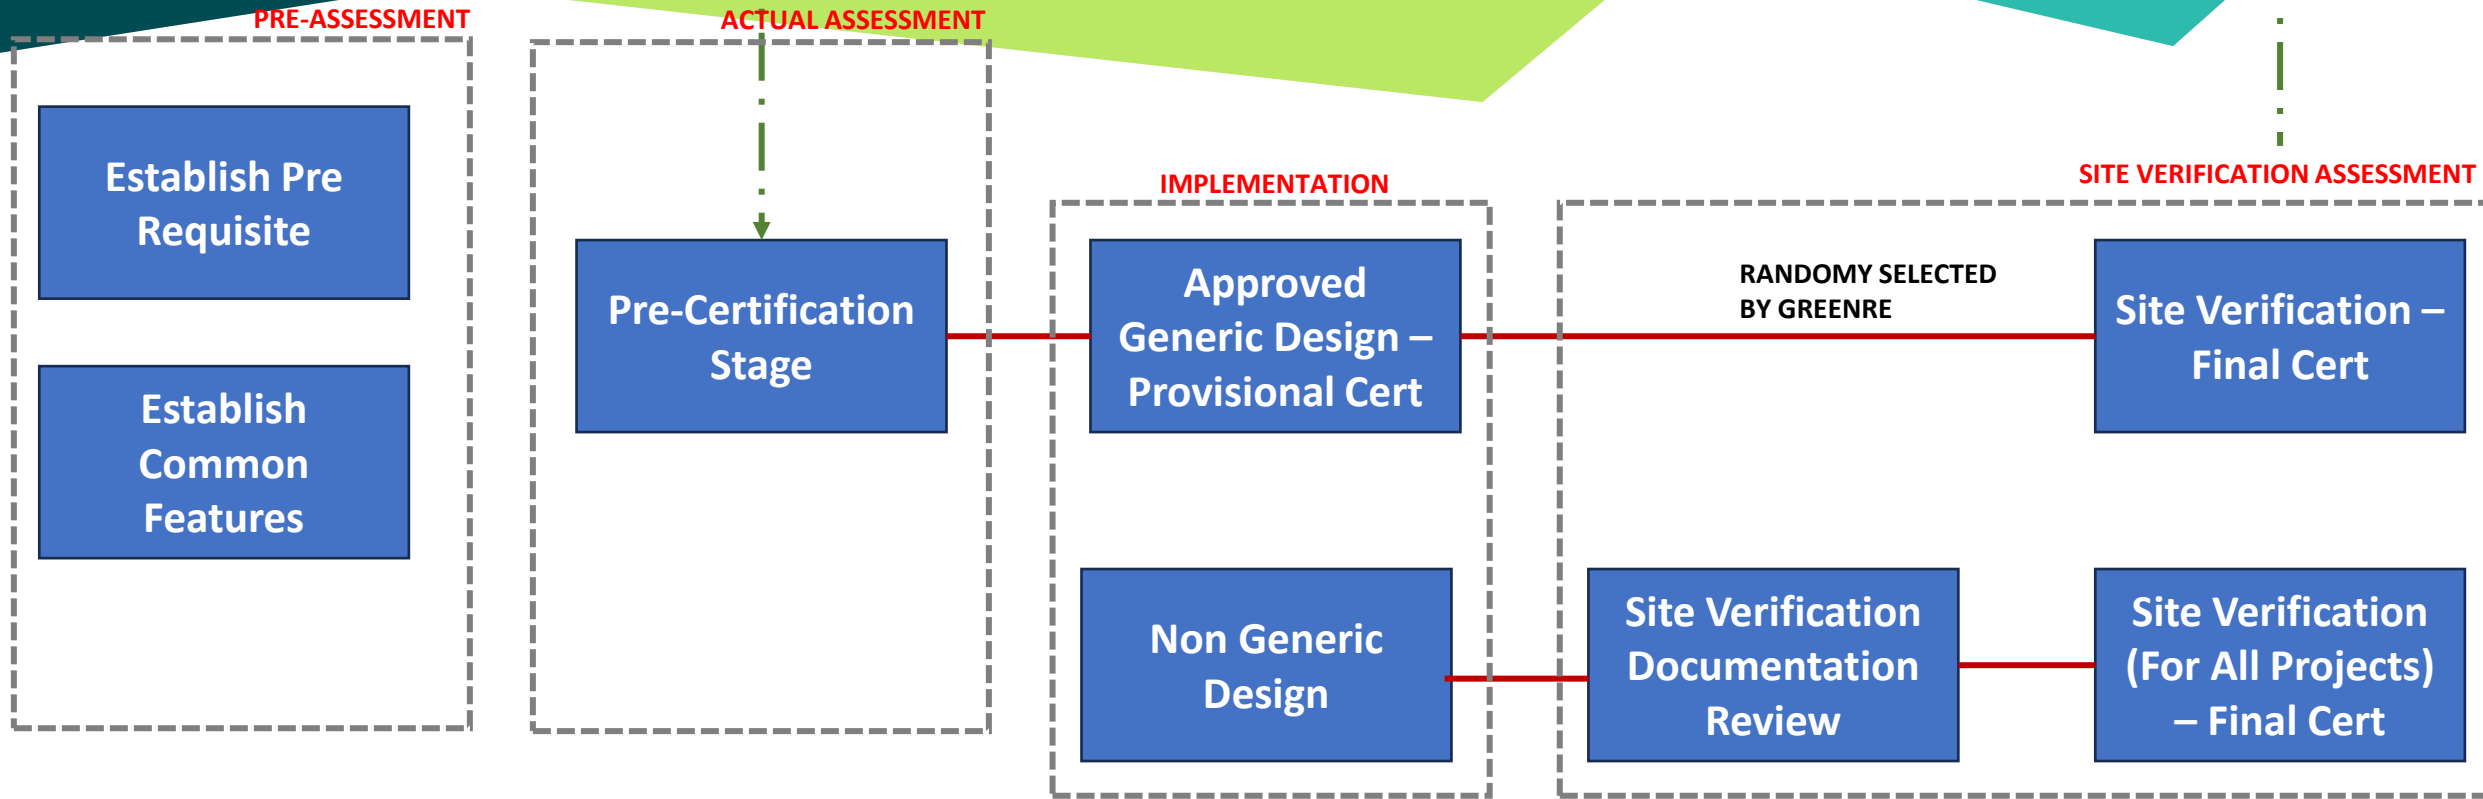 PRE-ASSESSMENT
Establish Pre
Requisite
Establish
Common
Features
ACTUAL ASSESSMENT
Pre-Certification
Stage
IMPLEMENTATION
Approved
Generic Design –
Provisional Cert
Non Generic
Design
SITE VERIFICATION ASSESSMENT
RANDOMY SELECTED
BY GREENRE
Site Verification –
Final Cert
Site Verification
Documentation
Review
Site Verification
(For All Projects)
– Final Cert